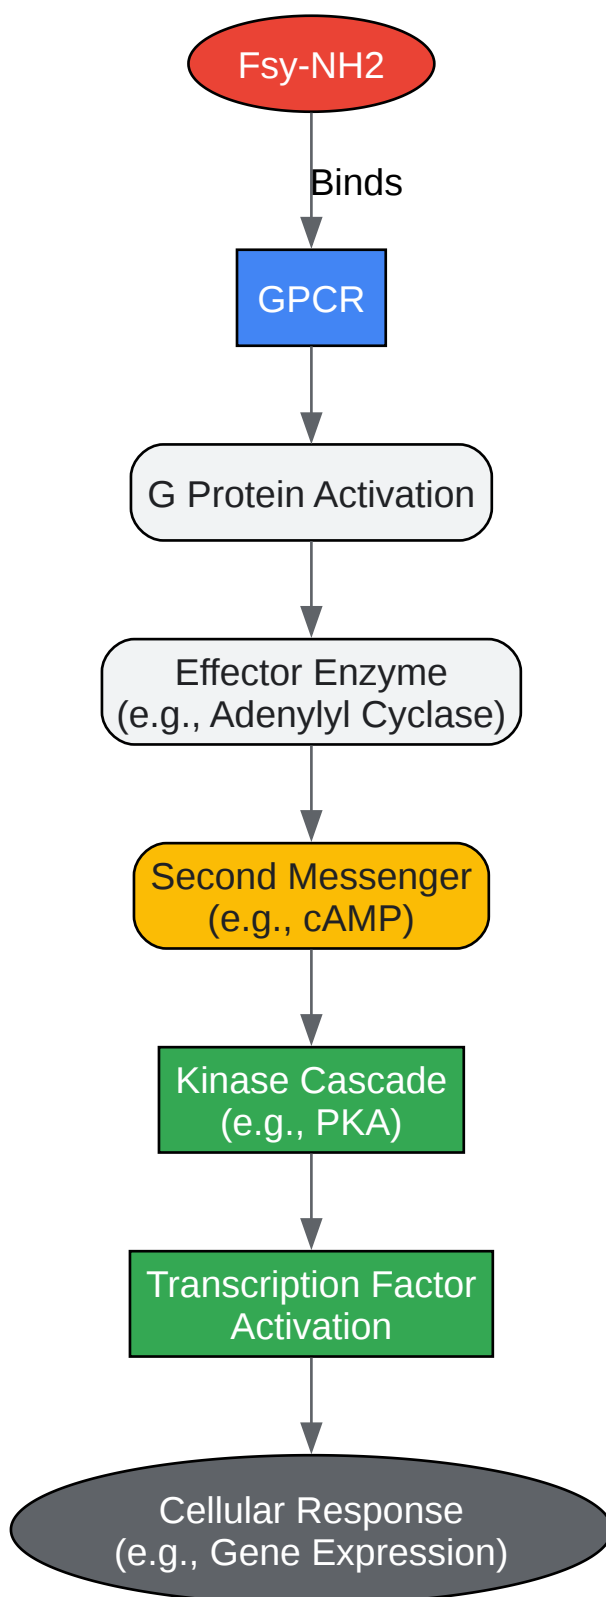 Fsy-NH2
Binds
GPCR
G Protein Activation
Effector Enzyme
(e.g., Adenylyl Cyclase)
Second Messenger
(e.g., cAMP)
Kinase Cascade
(e.g., PKA)
Transcription Factor
Activation
Cellular Response
(e.g., Gene Expression)